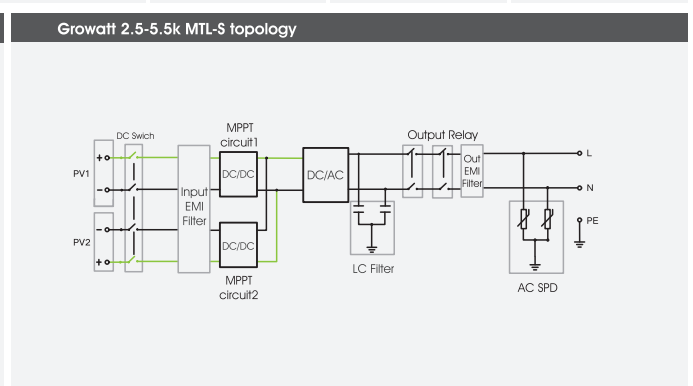 Growatt 2.5-5.5k MTL-S topology
DC Swich
MPPT
circuit1
Output Relay
+
PV1
-
DC/DC
DC/AC
Input
EMI
Filter
Out
EMI
Filter
L
N
PE
-
PV2
+
DC/DC
MPPT
circuit2
LC Filter
AC SPD